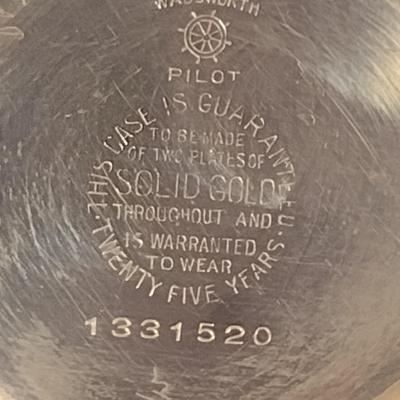 WADSWORTH
PILOT
THIS CASE IS GUARANTEED
TO BE MADE
OF TWO PLATES OF
SOLID GOLD
THROUGHOUT AND
IS WARRANTED
TO WEAR
TWENTY FIVE YEARS.
1331520